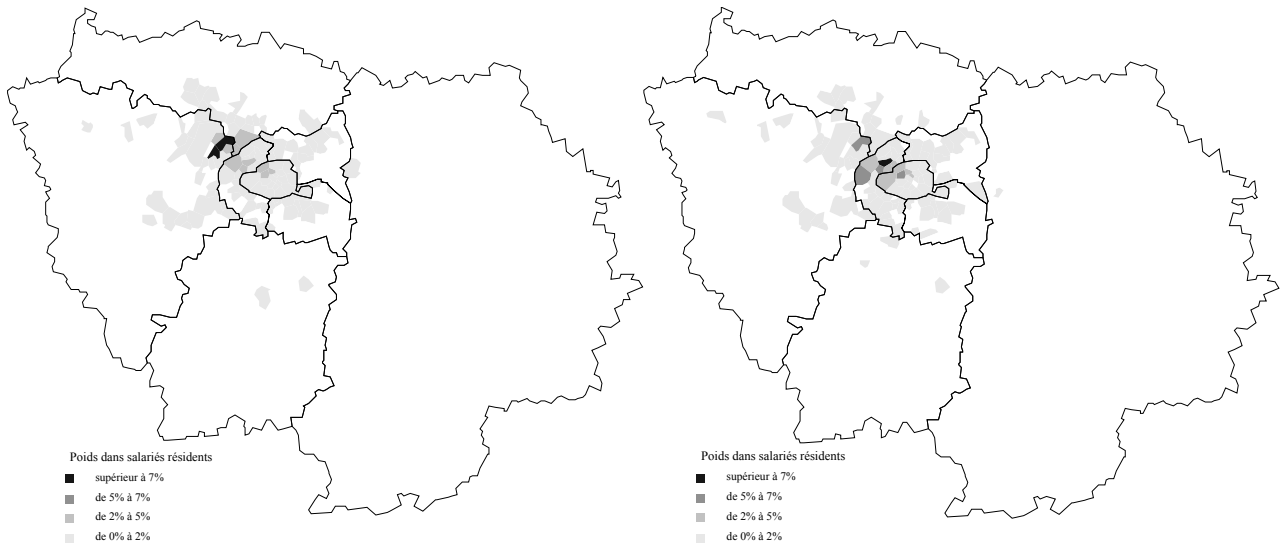 Poids dans salariés résidents
supérieur à 7%
de 5% à 7%
de 2% à 5%
de 0% à 2%
Poids dans salariés résidents
supérieur à 7%
de 5% à 7%
de 2% à 5%
de 0% à 2%